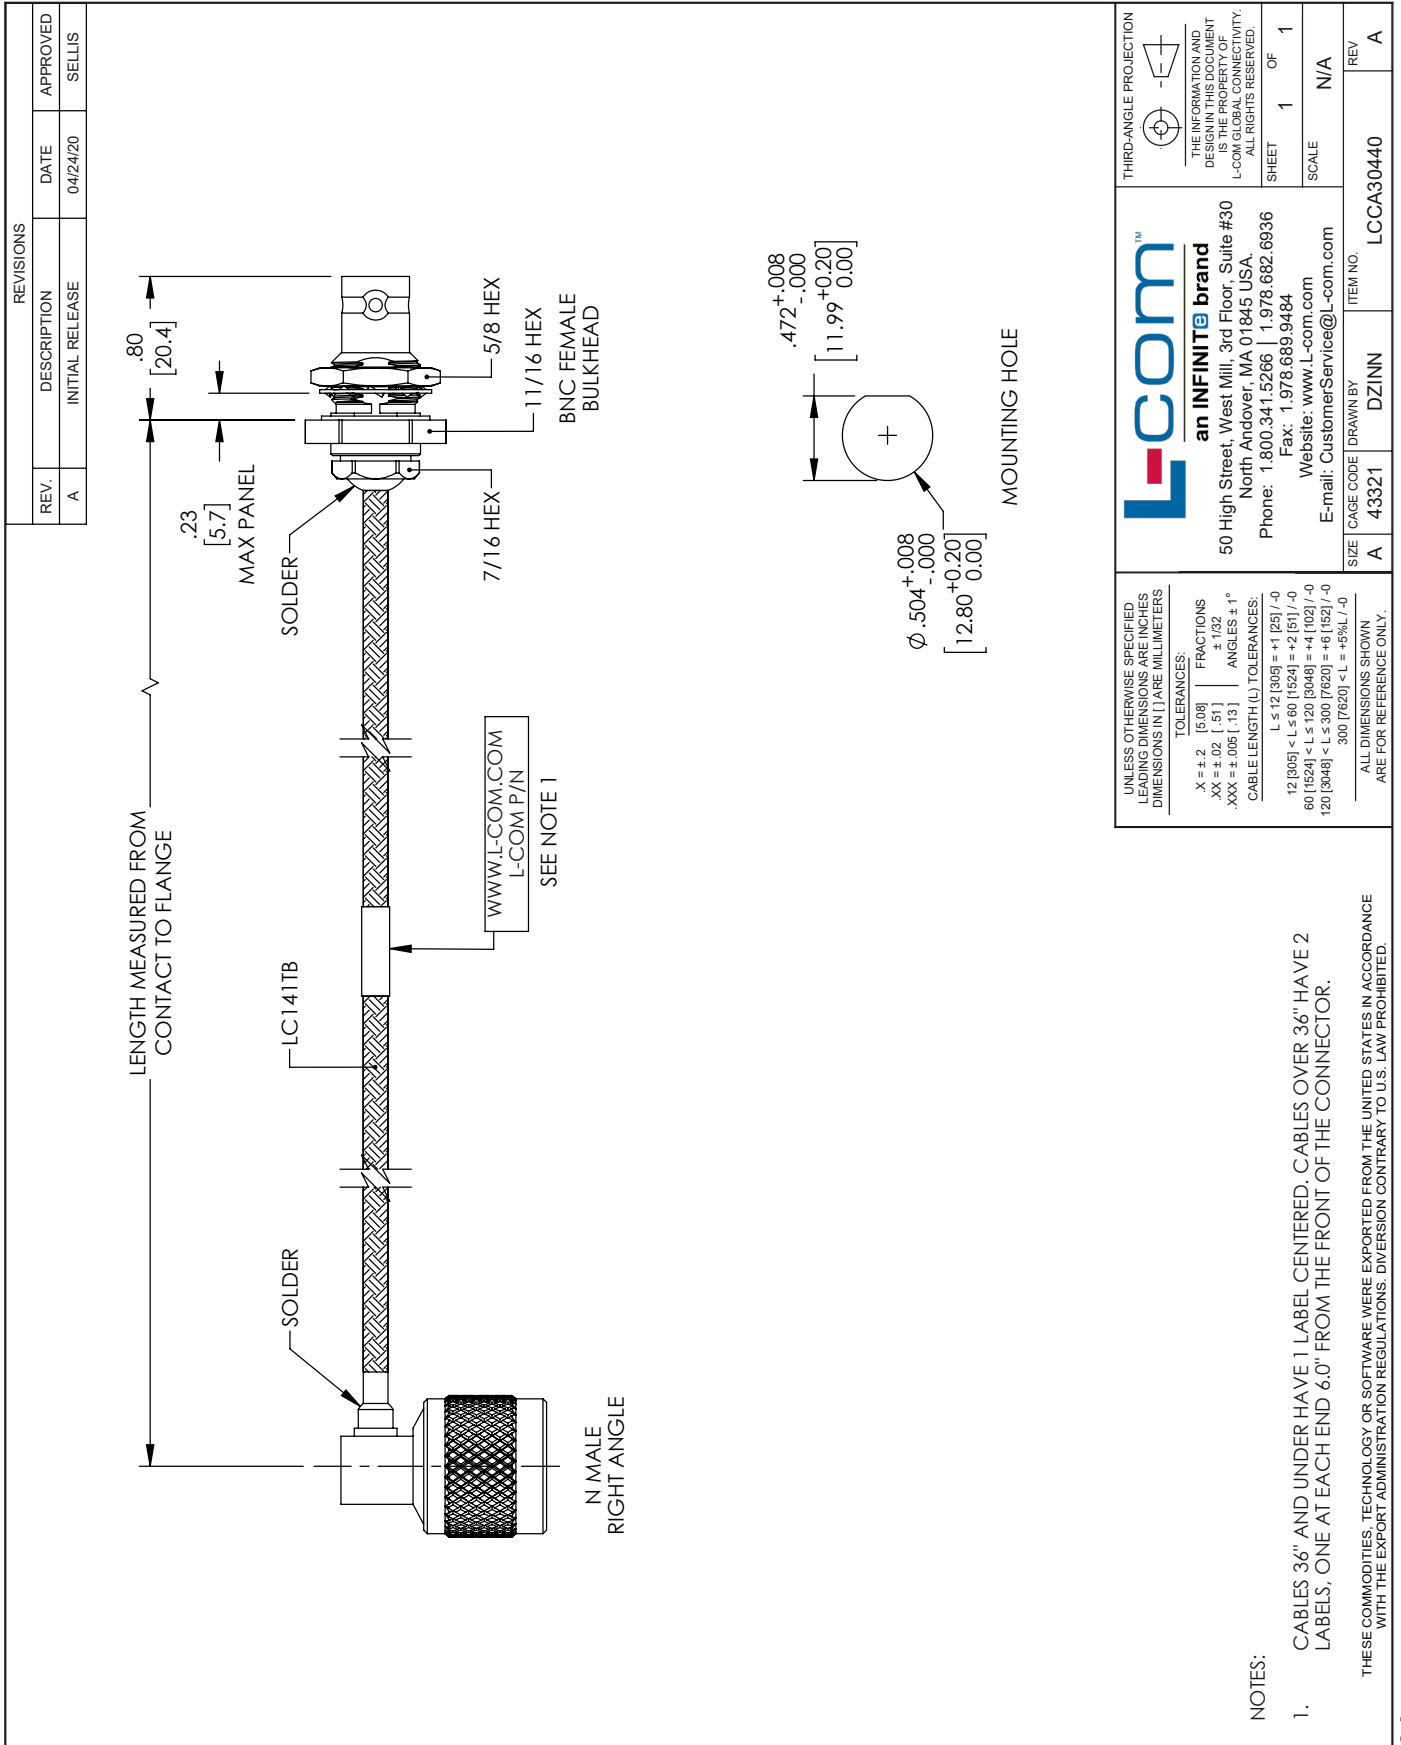 REVISIONS
REV. DESCRIPTION DATE APPROVED
A INITIAL RELEASE 04/24/20 SELLIS
LENGTH MEASURED FROM
CONTACT TO FLANGE
.80
[20.4]
.23
[5.7]
MAX PANEL
SOLDER
LC141TB
SOLDER
7/16 HEX
5/8 HEX
11/16 HEX
BNC FEMALE
BULKHEAD
WWW.L-COM.COM
L-COM P/N
SEE NOTE 1
N MALE
RIGHT ANGLE
.472 +.008
-.000
[11.99 +0.20
0.00]
Ø .504 +.008
-.000
[12.80 +0.20
0.00]
MOUNTING HOLE
NOTES:
1. CABLES 36" AND UNDER HAVE 1 LABEL CENTERED. CABLES OVER 36" HAVE 2
LABELS, ONE AT EACH END 6.0" FROM THE FRONT OF THE CONNECTOR.
THESE COMMODITIES, TECHNOLOGY OR SOFTWARE WERE EXPORTED FROM THE UNITED STATES IN ACCORDANCE
WITH THE EXPORT ADMINISTRATION REGULATIONS. DIVERSION CONTRARY TO U.S. LAW PROHIBITED.
UNLESS OTHERWISE SPECIFIED
LEADING DIMENSIONS ARE INCHES
DIMENSIONS IN [ ] ARE MILLIMETERS
TOLERANCES:
.X = ± .2 [5.08] FRACTIONS
.XX = ± .02 [ .51] ± 1/32
.XXX = ± .005 [ .13] ANGLES ± 1°
CABLE LENGTH (L) TOLERANCES:
L ≤ 12 [305] = +1 [25] / -0
12 [305] < L ≤ 60 [1524] = +2 [51] / -0
60 [1524] < L ≤ 120 [3048] = +4 [102] / -0
120 [3048] < L ≤ 300 [7620] = +6 [152] / -0
300 [7620] < L = +5%L / -0
ALL DIMENSIONS SHOWN
ARE FOR REFERENCE ONLY.
L-com™
an INFINITe brand
50 High Street, West Mill, 3rd Floor, Suite #30
North Andover, MA 01845 USA.
Phone: 1.800.341.5266 | 1.978.682.6936
Fax: 1.978.689.9484
Website: www.L-com.com
E-mail: CustomerService@L-com.com
THIRD-ANGLE PROJECTION
THE INFORMATION AND
DESIGN IN THIS DOCUMENT
IS THE PROPERTY OF
L-COM GLOBAL CONNECTIVITY.
ALL RIGHTS RESERVED.
SHEET 1 OF 1
SCALE N/A
SIZE A
CAGE CODE 43321
DRAWN BY DZINN
ITEM NO. LCCA30440
REV A